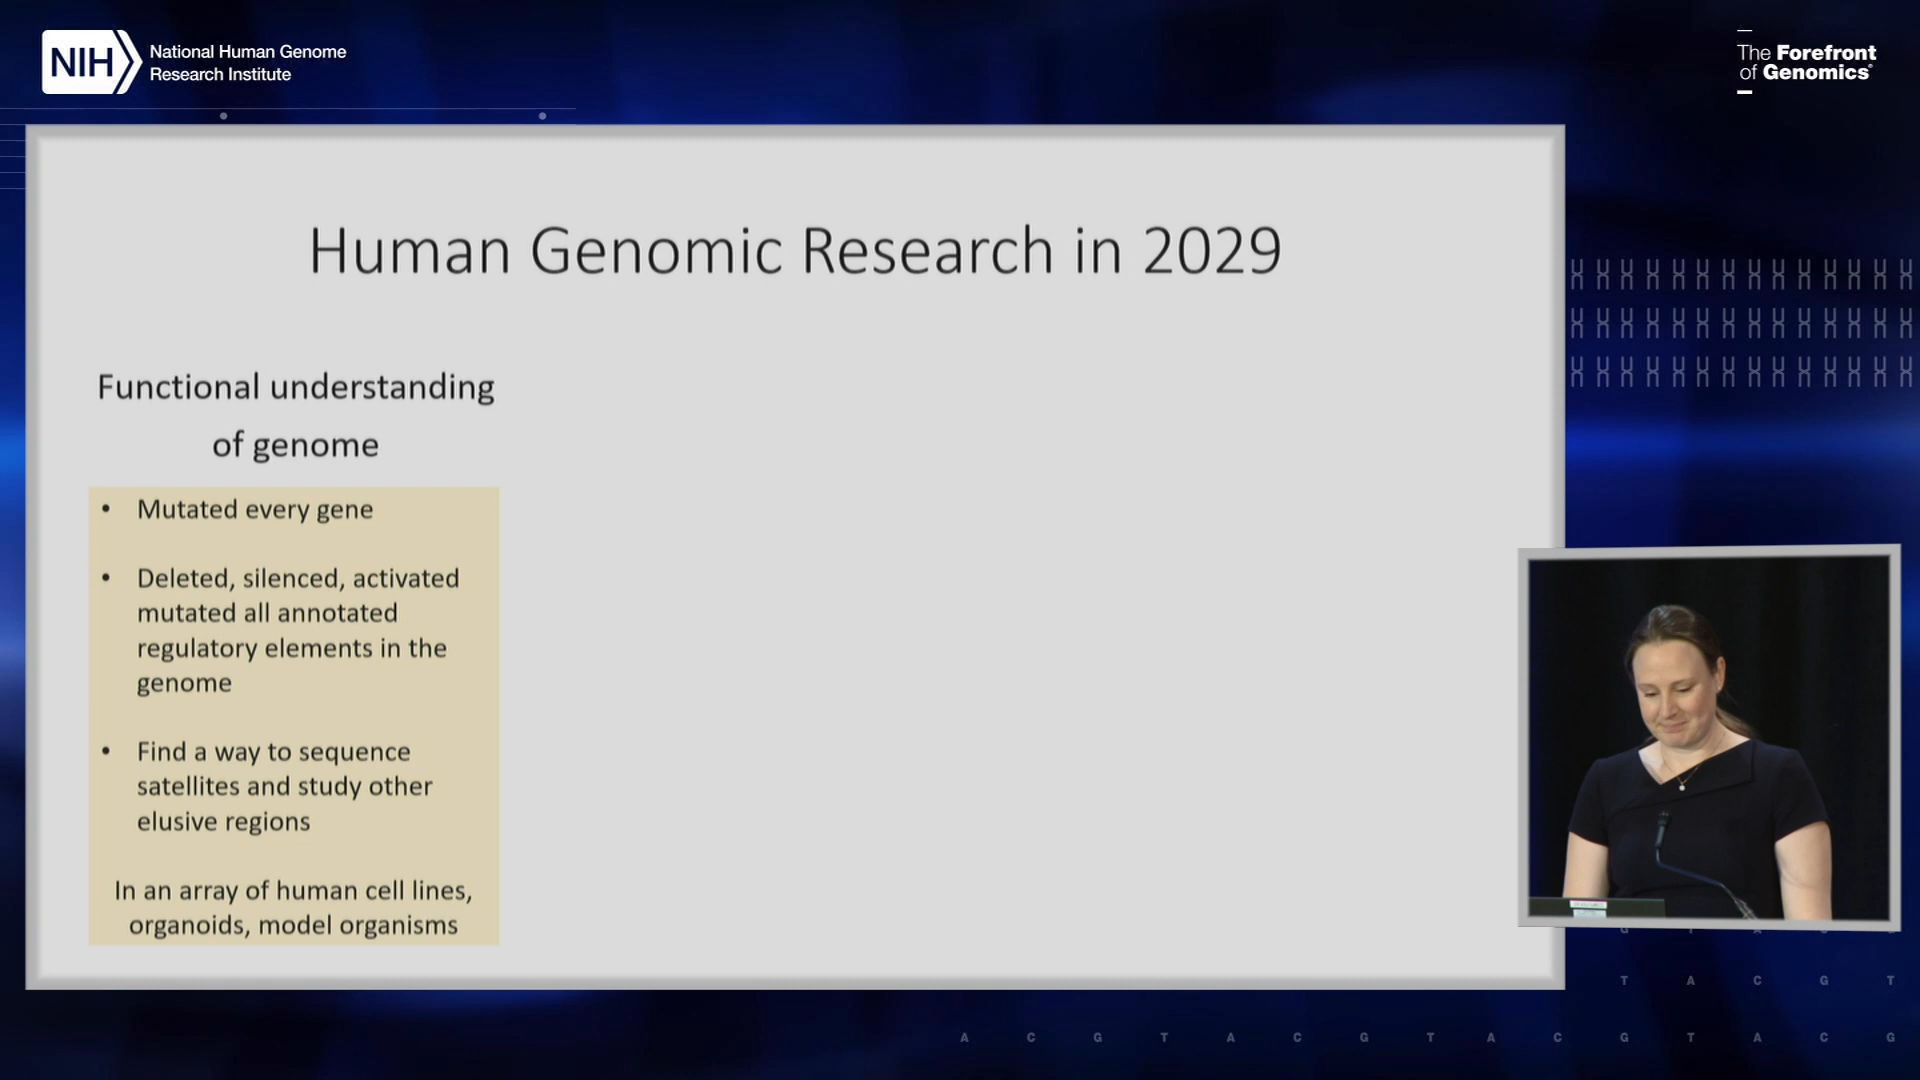 NIH
National Human Genome
Research Institute
The Forefront
of Genomics®
Human Genomic Research in 2029
Functional understanding
of genome
• Mutated every gene
• Deleted, silenced, activated
mutated all annotated
regulatory elements in the
genome
• Find a way to sequence
satellites and study other
elusive regions
In an array of human cell lines,
organoids, model organisms
T A C G T
A C G T A C G T A C G T A C G